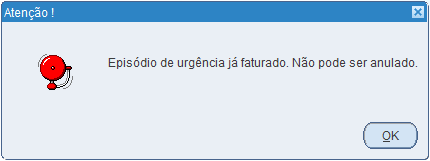 Atenção !
Episódio de urgência já faturado. Não pode ser anulado.
OK